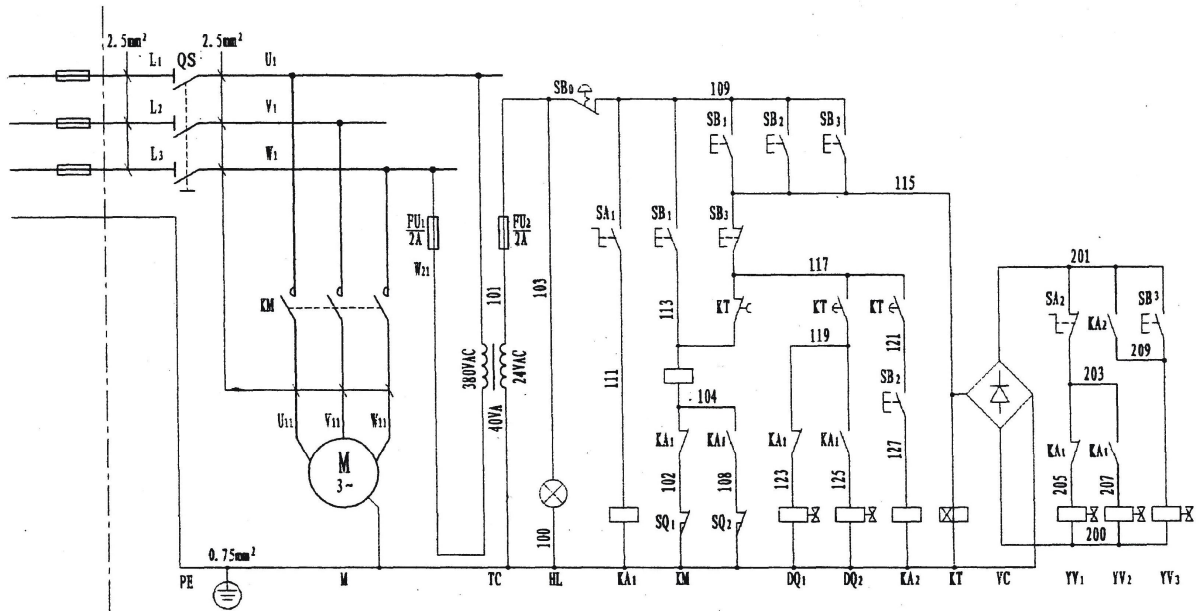 2.5mm² 2.5mm²
L₁ QS U₁
L₂ V₁
L₃ W₁
SB₀ 109
SB₁ SB₂ SB₃
115
FU₁ FU₂
2A 2A
W₂₁
SA₁ SB₁ SB₃
117
201
101 103 113
KM KT KT KT
SA₂ KA₂ SB³
119 121 209
380VAC 24VAC
40VA
111
SB₂
203
104
U₁₁ V₁₁ W₁₁
M
3~
KA₁ KA₁ KA₁ KA₁ 127 KA₁ KA₁
102 108 123 125 205 207
SQ₁ SQ₂
100
200
0.75mm²
PE M TC HL KA₁ KM DQ₁ DQ₂ KA₂ KT VC YV₁ YV₂ YV₃